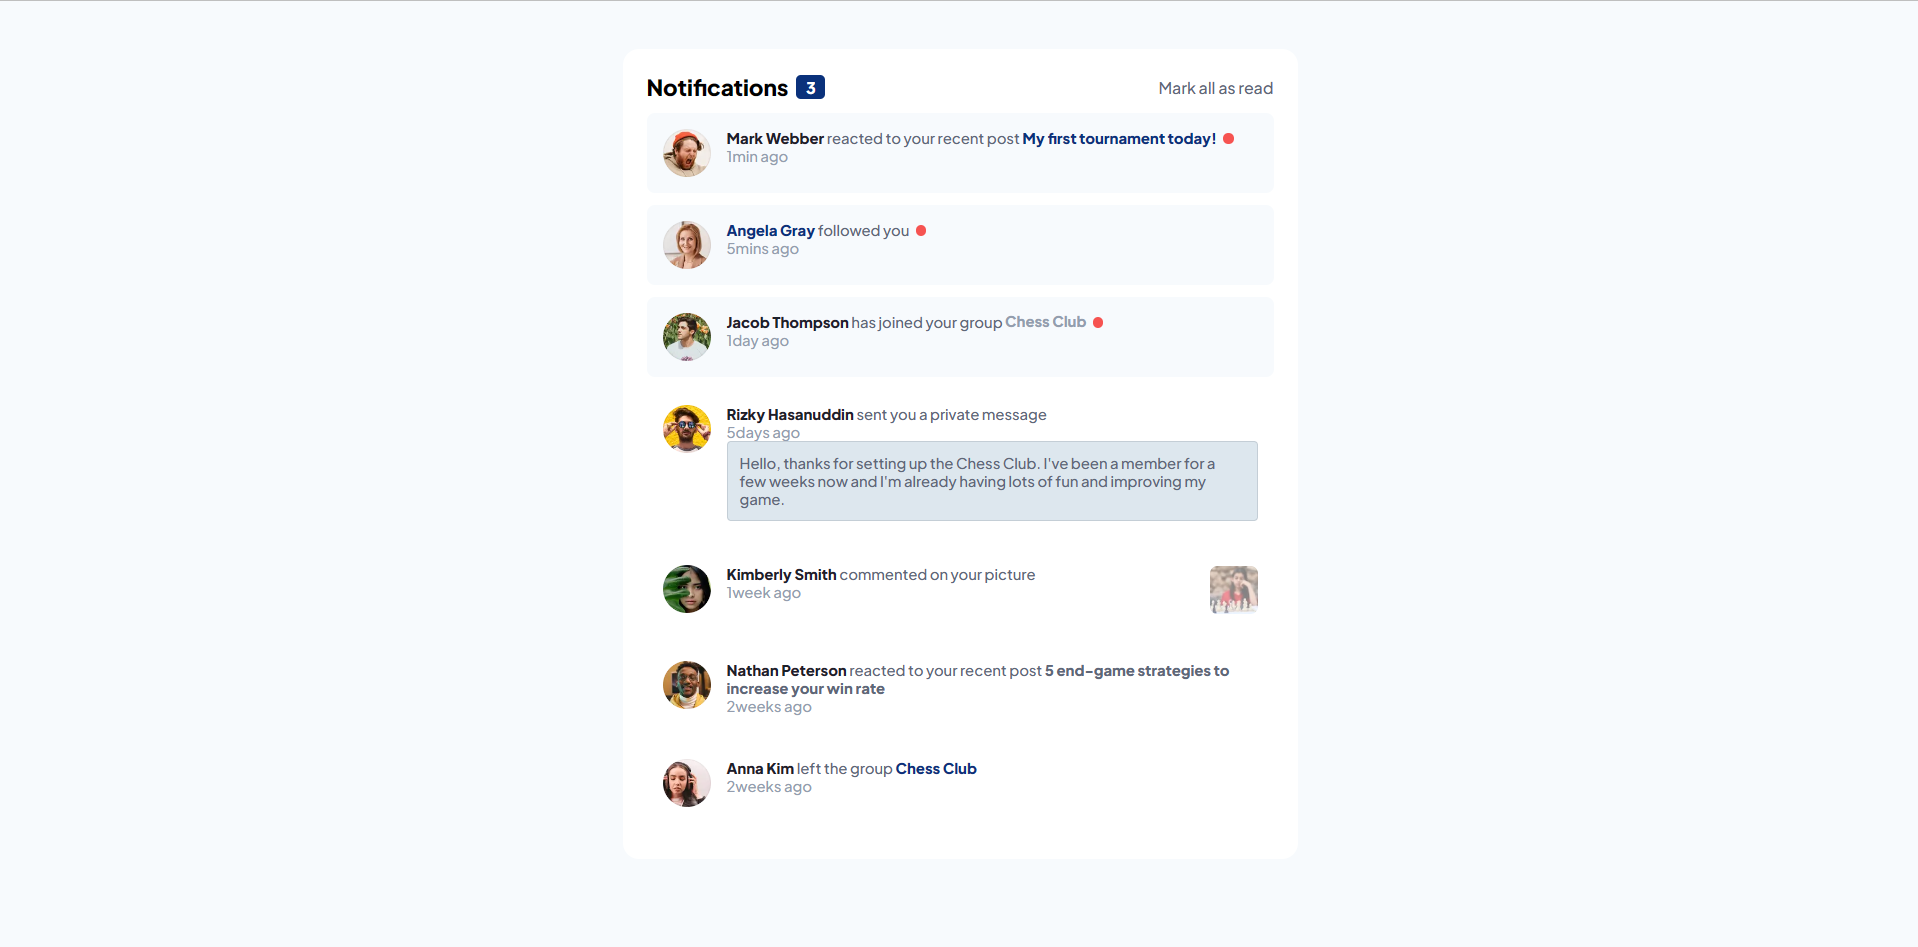 Notifications 3 Mark all as read
Mark Webber reacted to your recent post My first tournament today!
1min ago
Angela Gray followed you
5mins ago
Jacob Thompson has joined your group Chess Club
1day ago
Rizky Hasanuddin sent you a private message
5days ago
Hello, thanks for setting up the Chess Club. I've been a member for a
few weeks now and I'm already having lots of fun and improving my
game.
Kimberly Smith commented on your picture
1week ago
Nathan Peterson reacted to your recent post 5 end-game strategies to
increase your win rate
2weeks ago
Anna Kim left the group Chess Club
2weeks ago